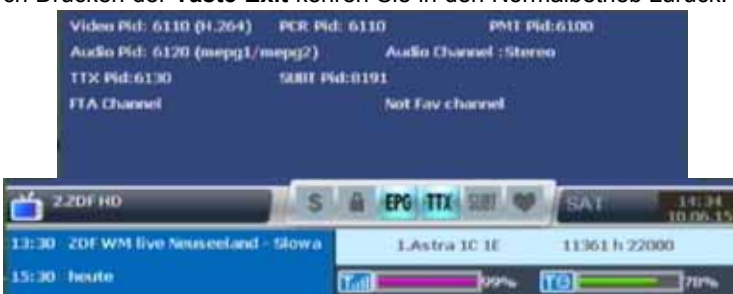 en Drücken der Taste Exit kehren Sie in den Normalbetrieb zurück.
Video Pid: 6110 (H.264) PCR Pid: 6110 PMT Pid:6100
Audio Pid: 6120 (mepg1/mepg2) Audio Channel :Stereo
TTX Pid:6130 SUBT Pid:8191
FTA Channel Not Fav channel
2.ZDF HD S EPG TTX SUBT SAT 14:34
10.06.15
13:30 ZDF WM live Neuseeland - Slowa 1.Astra 1C 1E 11361 h 22000
15:30 heute 99% 78%